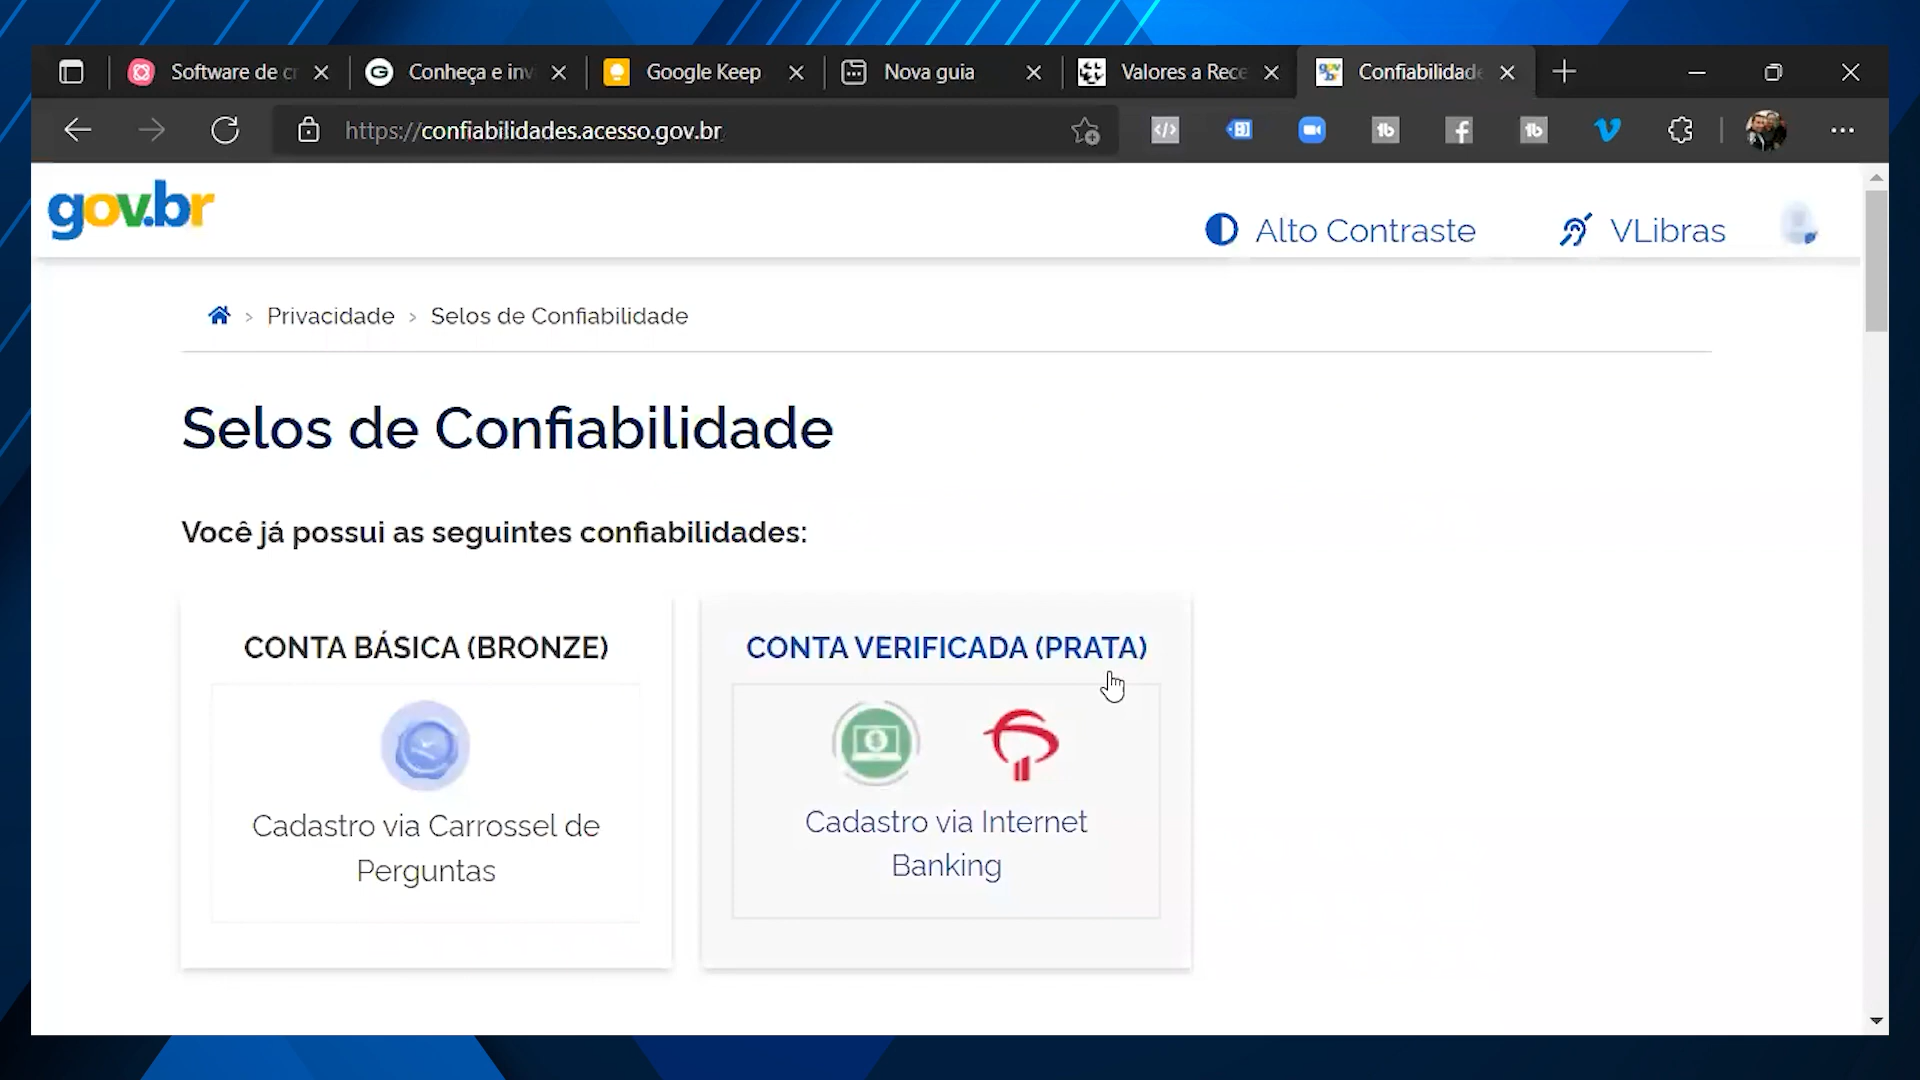 Software de cr
Conheça e inv
Google Keep
Nova guia
Valores a Rece
Confiabilidade
https://confiabilidades.acesso.gov.br
gov.br
Alto Contraste
VLibras
Privacidade > Selos de Confiabilidade
Selos de Confiabilidade
Você já possui as seguintes confiabilidades:
CONTA BÁSICA (BRONZE)
Cadastro via Carrossel de
Perguntas
CONTA VERIFICADA (PRATA)
Cadastro via Internet
Banking